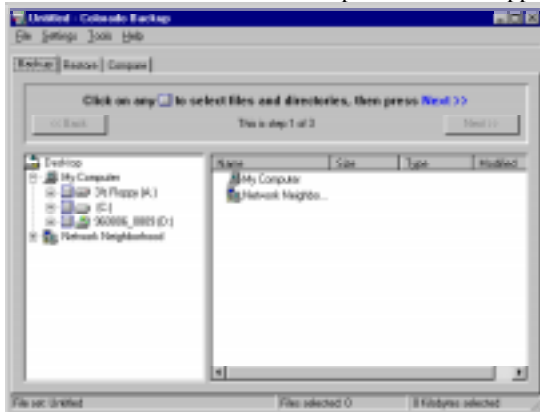 Untitled - Colorado Backup
File Settings Tools Help
Backup Restore Compare
Click on any to select files and directories, then press Next >>
<< Back This is step 1 of 3 Next >>
Desktop
My Computer
3½ Floppy (A:)
(C:)
(D:)
Network Neighborhood
Name Size Type Modified
My Computer
Network Neighbo...
File set: Untitled Files selected: 0 0 Kilobytes selected